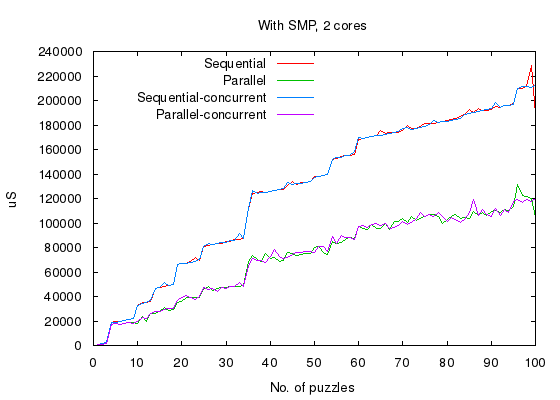 With SMP, 2 cores
240000
220000
200000
180000
160000
140000
120000
100000
80000
60000
40000
20000
0
uS
Sequential
Parallel
Sequential-concurrent
Parallel-concurrent
0 10 20 30 40 50 60 70 80 90 100
No. of puzzles